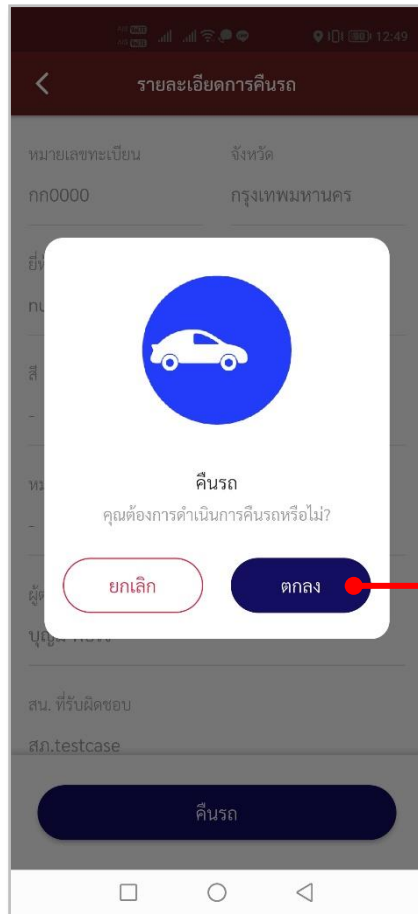 12:49
รายละเอียดการคืนรถ
หมายเลขทะเบียน จังหวัด
กก0000 กรุงเทพมหานคร
สี
-
-
คืนรถ
คุณต้องการดำเนินการคืนรถหรือไม่?
ยกเลิก ตกลง
สน. ที่รับผิดชอบ
สภ.testcase
คืนรถ